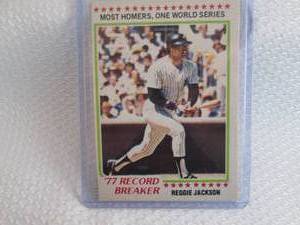 MOST HOMERS, ONE WORLD SERIES
'77 RECORD
BREAKER
REGGIE JACKSON